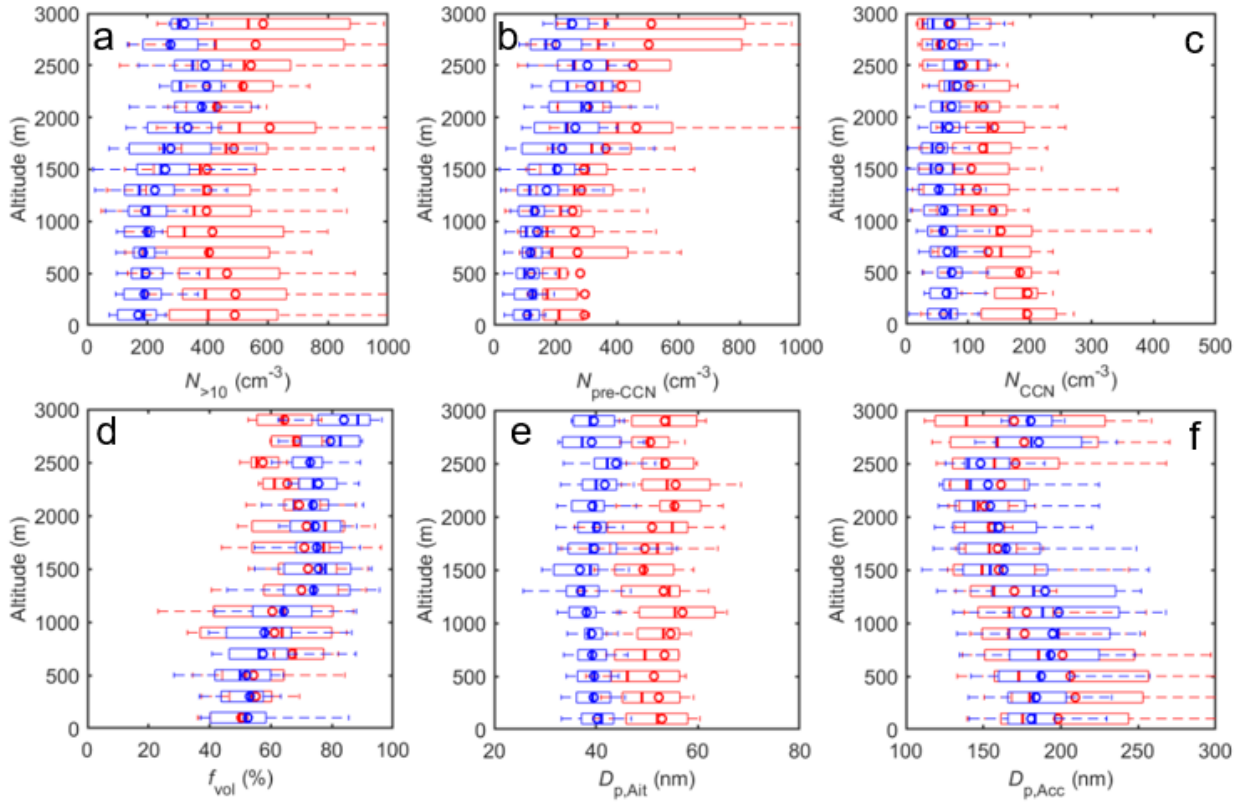 a
3000
2500
2000
1500
1000
500
0
Altitude (m)
0 200 400 600 800 1000
N>10 (cm-3)
b
3000
2500
2000
1500
1000
500
0
Altitude (m)
0 200 400 600 800 1000
Npre-CCN (cm-3)
c
3000
2500
2000
1500
1000
500
0
Altitude (m)
0 100 200 300 400 500
NCCN (cm-3)
d
3000
2500
2000
1500
1000
500
0
Altitude (m)
0 20 40 60 80 100
fvol (%)
e
3000
2500
2000
1500
1000
500
0
Altitude (m)
20 40 60 80
Dp,Ait (nm)
f
3000
2500
2000
1500
1000
500
0
Altitude (m)
100 150 200 250 300
Dp,Acc (nm)